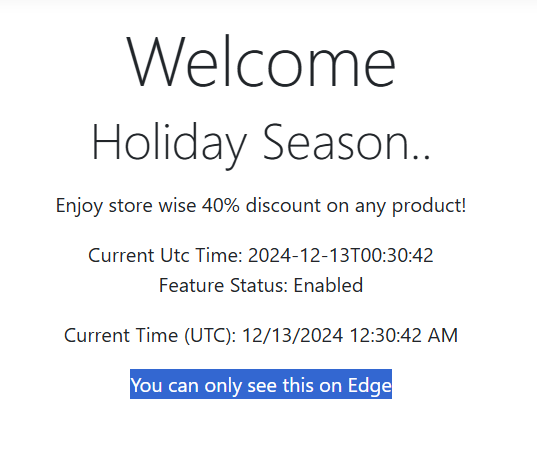 Welcome
Holiday Season..
Enjoy store wise 40% discount on any product!
Current Utc Time: 2024-12-13T00:30:42
Feature Status: Enabled
Current Time (UTC): 12/13/2024 12:30:42 AM
You can only see this on Edge